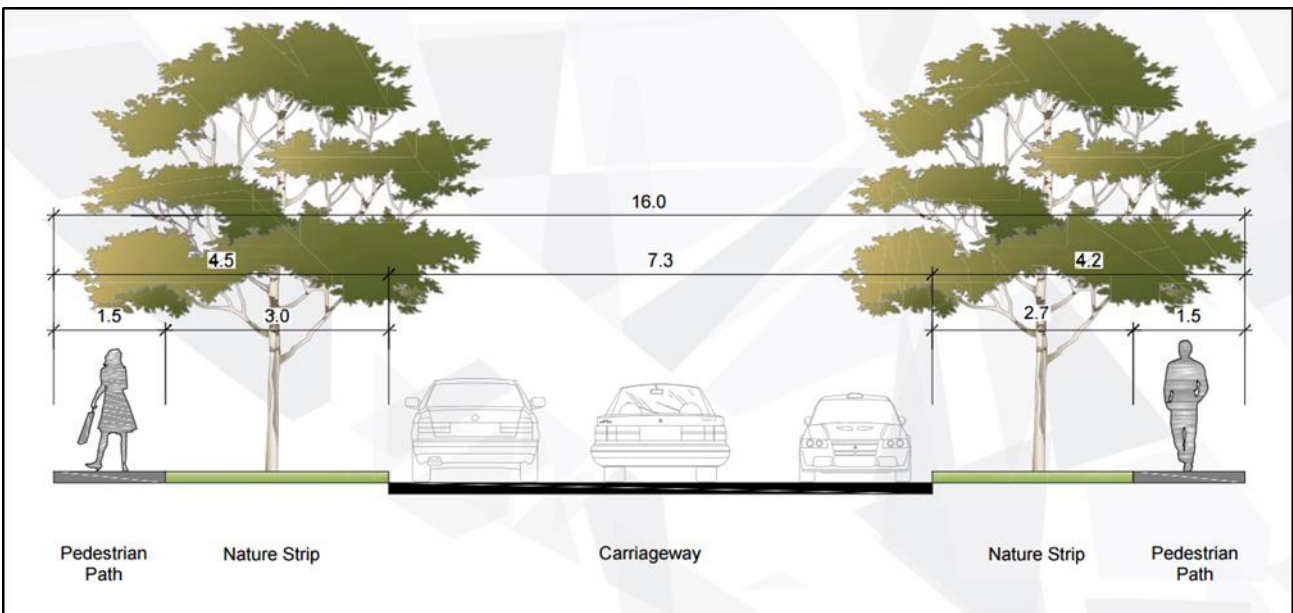 16.0
4.5
7.3
4.2
1.5
3.0
2.7
1.5
Pedestrian
Path
Nature Strip
Carriageway
Nature Strip
Pedestrian
Path